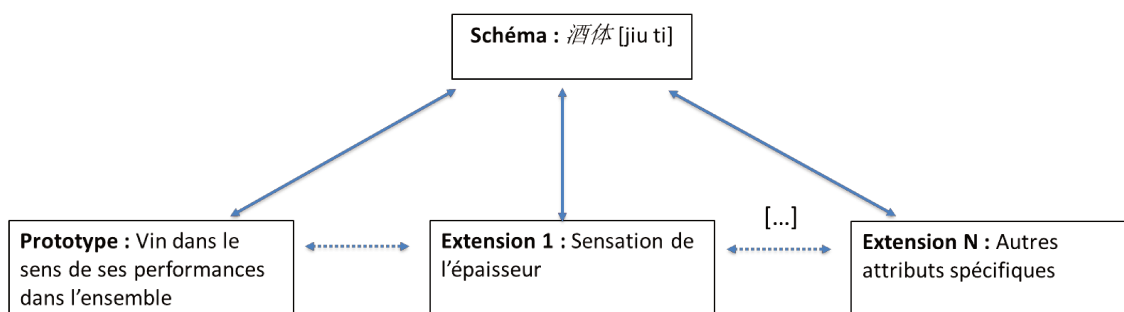 Schéma : 酒体 [jiu ti]
[…]
Prototype : Vin dans le
sens de ses performances
dans l’ensemble
Extension 1 : Sensation de
l’épaisseur
Extension N : Autres
attributs spécifiques